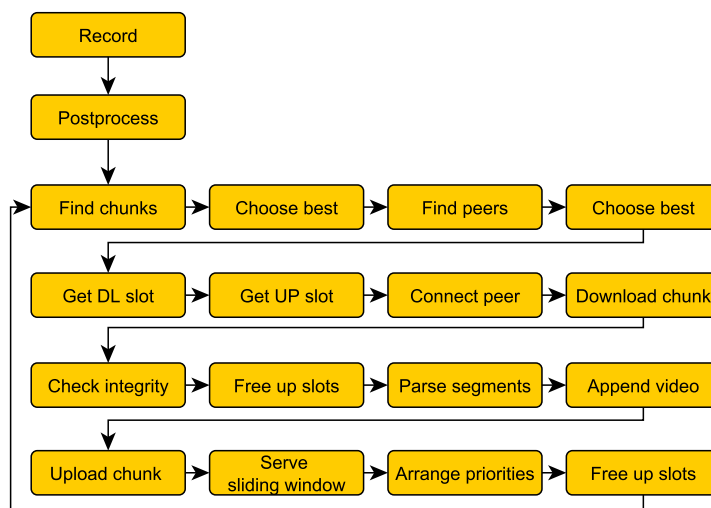 Record
Postprocess
Find chunks
Choose best
Find peers
Choose best
Get DL slot
Get UP slot
Connect peer
Download chunk
Check integrity
Free up slots
Parse segments
Append video
Upload chunk
Serve
sliding window
Arrange priorities
Free up slots